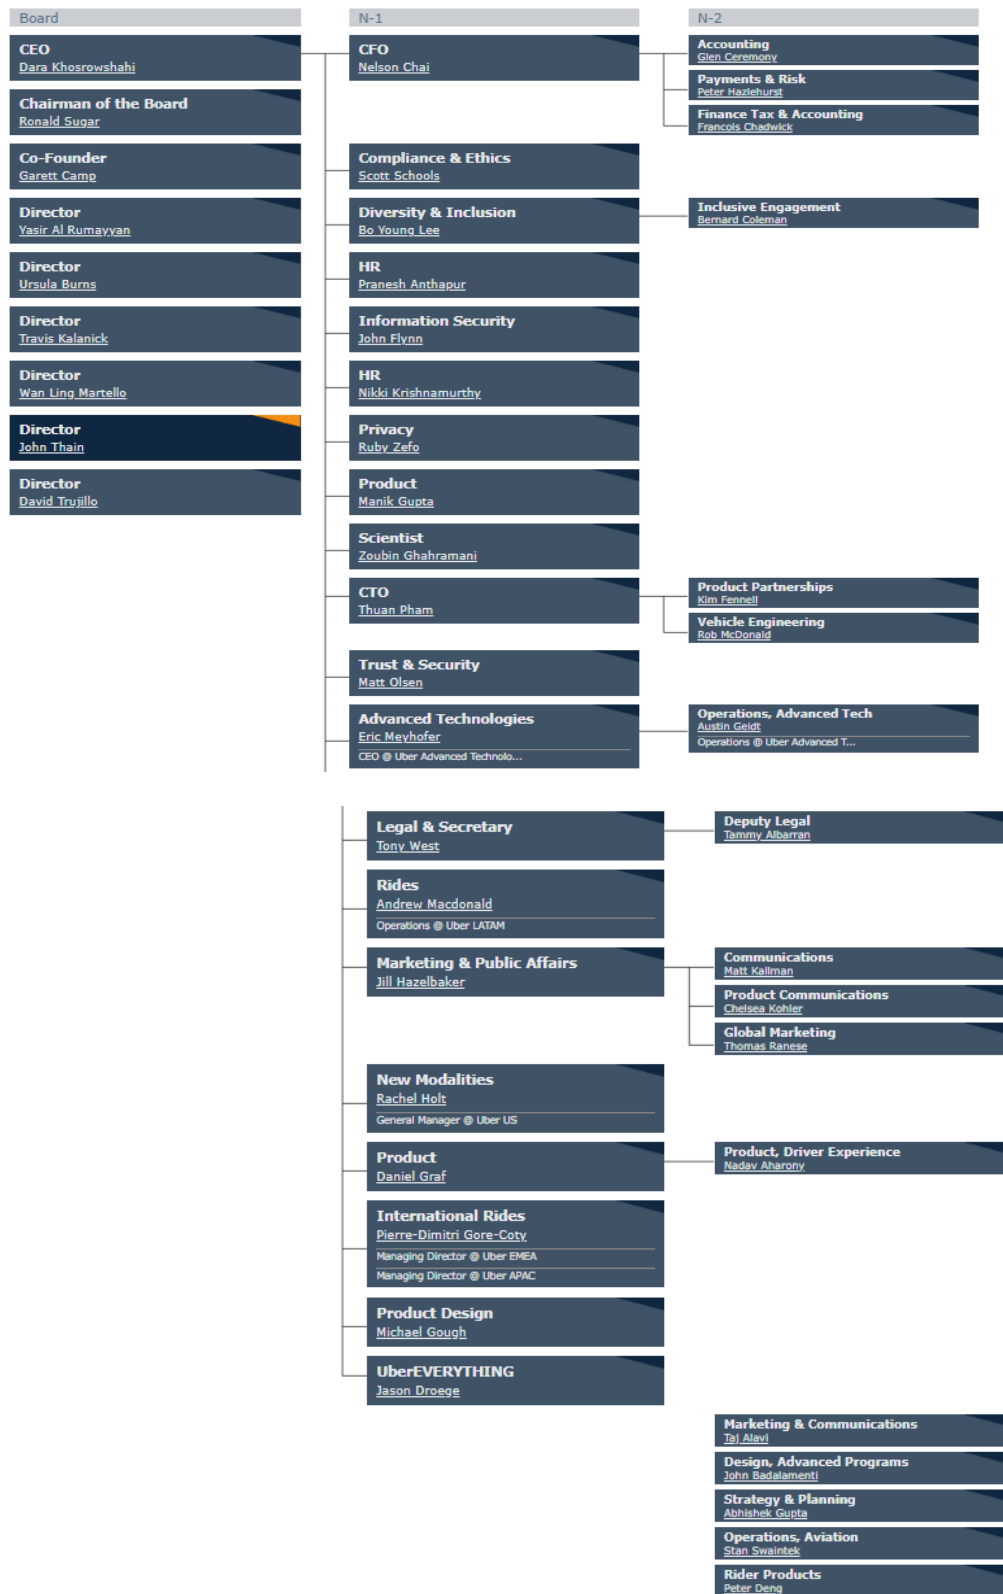 Board
N-1
N-2
CEO
Dara Khosrowshahi
CFO
Nelson Chai
Accounting
Glen Ceremony
Payments & Risk
Peter Hazlehurst
Chairman of the Board
Ronald Sugar
Finance Tax & Accounting
Francois Chadwick
Co-Founder
Garett Camp
Compliance & Ethics
Scott Schools
Director
Yasir Al Rumayyan
Diversity & Inclusion
Bo Young Lee
Inclusive Engagement
Bernard Coleman
Director
Ursula Burns
HR
Pranesh Anthapur
Director
Travis Kalanick
Information Security
John Flynn
Director
Wan Ling Martello
HR
Nikki Krishnamurthy
Director
John Thain
Privacy
Ruby Zefo
Director
David Trujillo
Product
Manik Gupta
Scientist
Zoubin Ghahramani
CTO
Thuan Pham
Product Partnerships
Kim Fennell
Vehicle Engineering
Rob McDonald
Trust & Security
Matt Olsen
Advanced Technologies
Eric Meyhofer
CEO @ Uber Advanced Technolo...
Operations, Advanced Tech
Austin Geidt
Operations @ Uber Advanced T...
Legal & Secretary
Tony West
Deputy Legal
Tammy Albarran
Rides
Andrew Macdonald
Operations @ Uber LATAM
Marketing & Public Affairs
Jill Hazelbaker
Communications
Matt Kallman
Product Communications
Chelsea Kohler
Global Marketing
Thomas Ranese
New Modalities
Rachel Holt
General Manager @ Uber US
Product
Daniel Graf
Product, Driver Experience
Nadav Aharony
International Rides
Pierre-Dimitri Gore-Coty
Managing Director @ Uber EMEA
Managing Director @ Uber APAC
Product Design
Michael Gough
UberEVERYTHING
Jason Droege
Marketing & Communications
Taj Alavi
Design, Advanced Programs
John Badalamenti
Strategy & Planning
Abhishek Gupta
Operations, Aviation
Stan Swaintek
Rider Products
Peter Deng